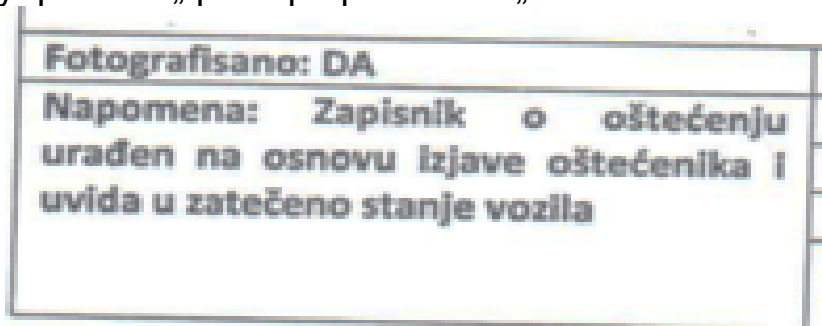 Fotografisano: DA
Napomena: Zapisnik o oštećenju
urađen na osnovu izjave oštećenika i
uvida u zatečeno stanje vozila